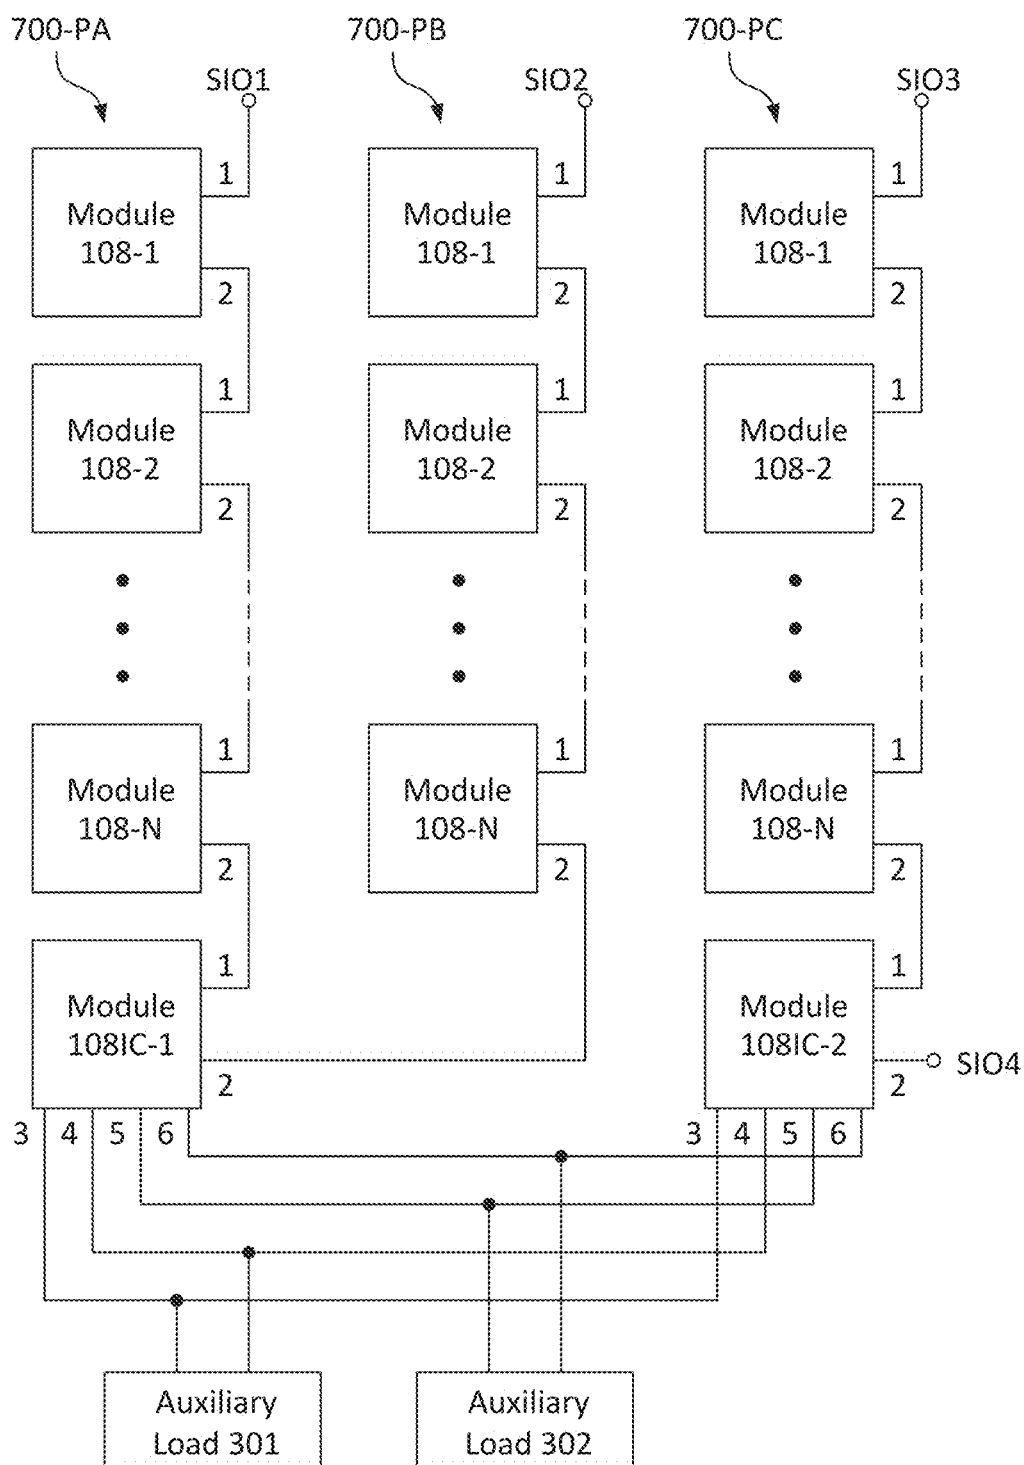 700-PA
700-PB
700-PC
SIO1
SIO2
SIO3
1
1
1
Module
108-1
Module
108-1
Module
108-1
2
2
2
1
1
1
Module
108-2
Module
108-2
Module
108-2
2
2
2
1
1
1
Module
108-N
Module
108-N
Module
108-N
2
2
2
1
1
Module
108IC-1
Module
108IC-2
SIO4
2
2
3 4 5 6
3 4 5 6
Auxiliary
Load 301
Auxiliary
Load 302